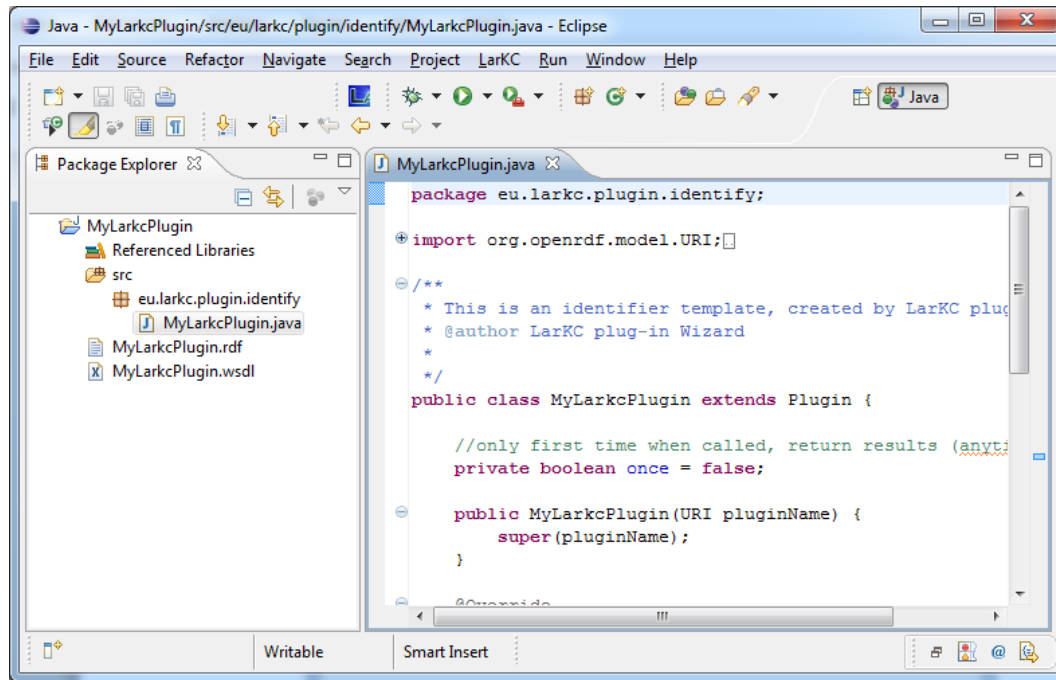 Java - MyLarkcPlugin/src/eu/larkc/plugin/identify/MyLarkcPlugin.java - Eclipse
File Edit Source Refactor Navigate Search Project LarKC Run Window Help
Java
Package Explorer
MyLarkcPlugin
Referenced Libraries
src
eu.larkc.plugin.identify
MyLarkcPlugin.java
MyLarkcPlugin.rdf
MyLarkcPlugin.wsdl
MyLarkcPlugin.java
package eu.larkc.plugin.identify;
import org.openrdf.model.URI;
/**
* This is an identifier template, created by LarKC plug
* @author LarKC plug-in Wizard
*
*/
public class MyLarkcPlugin extends Plugin {
//only first time when called, return results (anyti
private boolean once = false;
public MyLarkcPlugin(URI pluginName) {
super(pluginName);
}
@Override
Writable Smart Insert